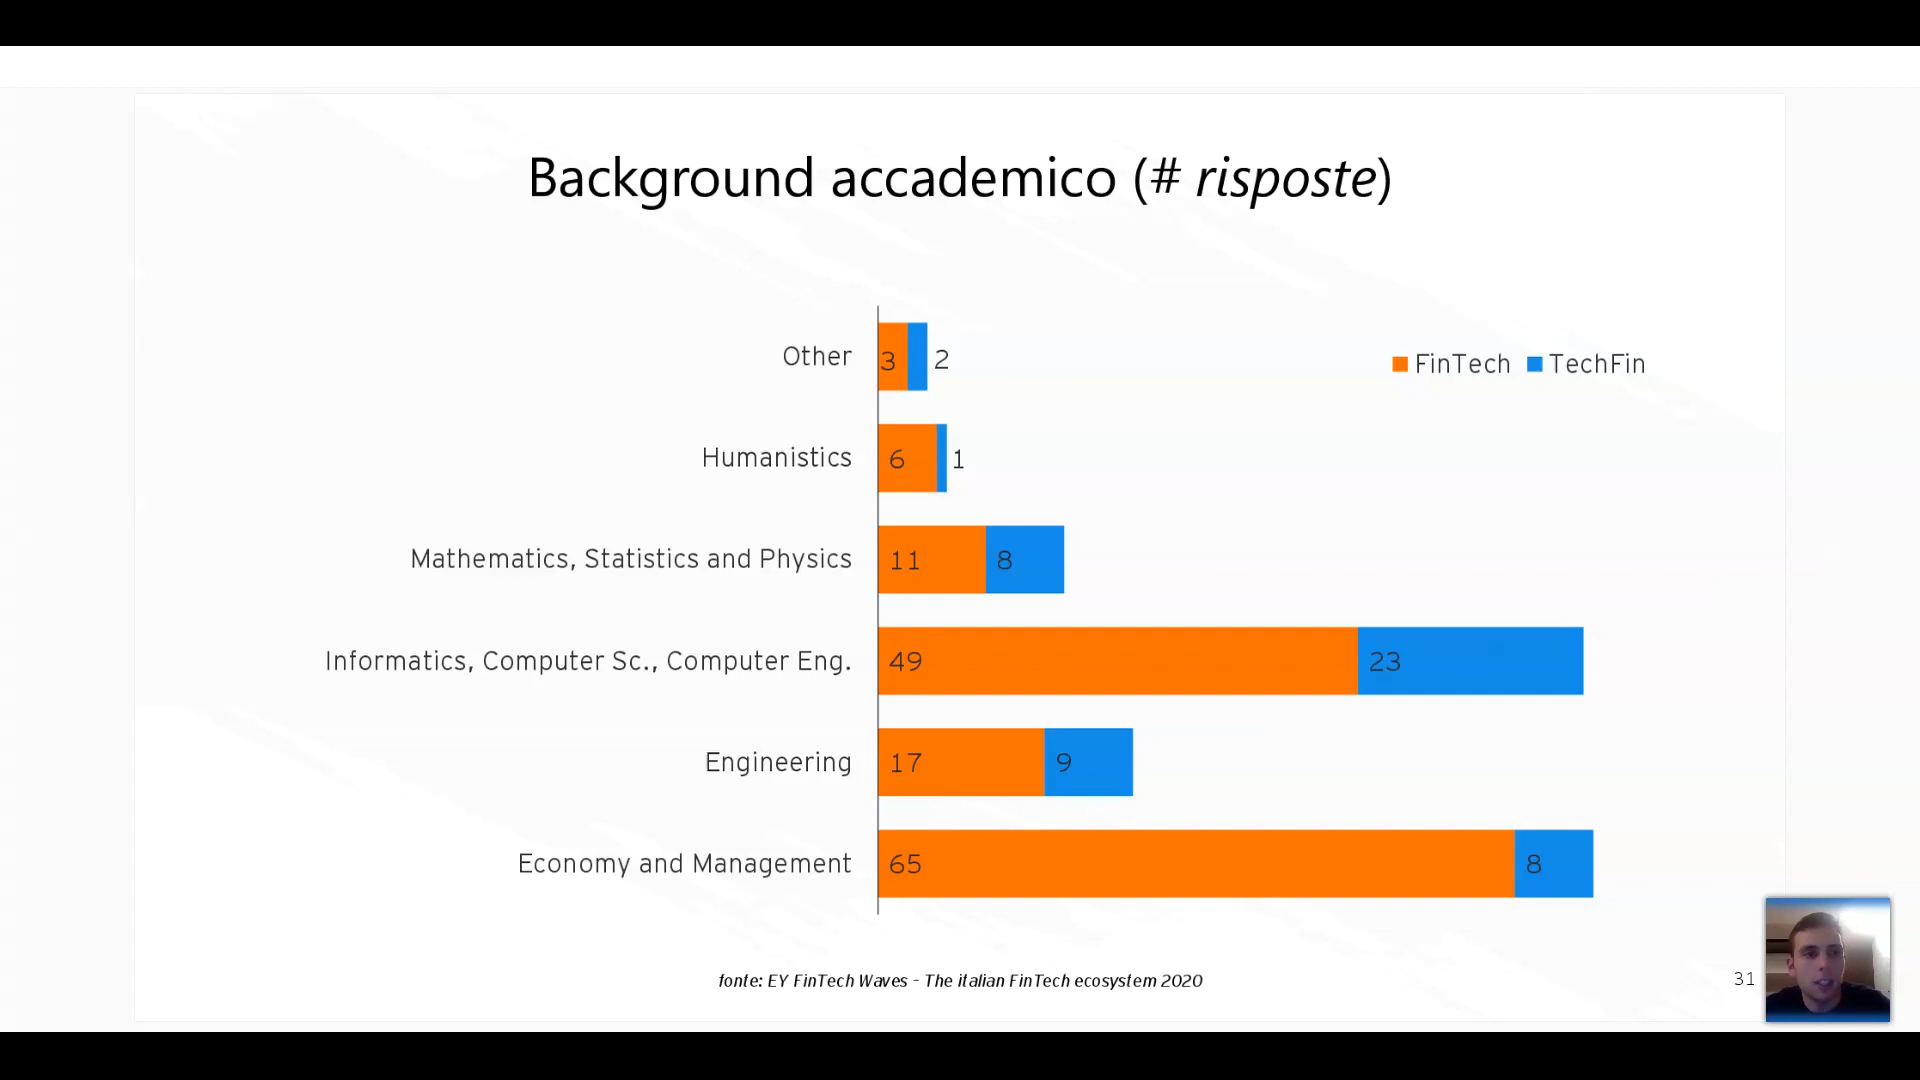 Background accademico (# risposte)
Other
3
2
FinTech
TechFin
Humanistics
6
1
Mathematics, Statistics and Physics
11
8
Informatics, Computer Sc., Computer Eng.
49
23
Engineering
17
9
Economy and Management
65
8
fonte: EY FinTech Waves - The italian FinTech ecosystem 2020
31